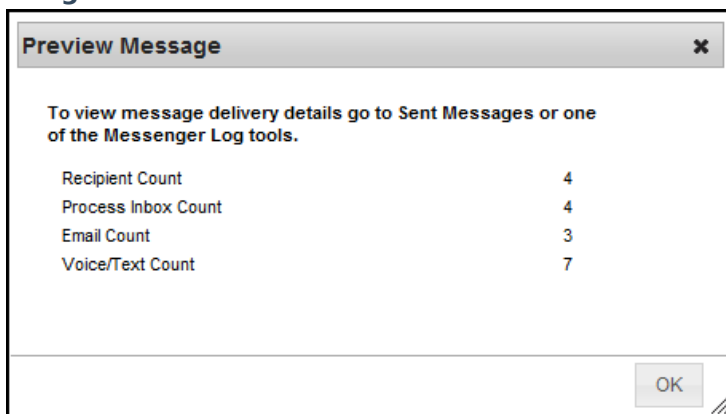 Preview Message
To view message delivery details go to Sent Messages or one
of the Messenger Log tools.
Recipient Count 4
Process Inbox Count 4
Email Count 3
Voice/Text Count 7
OK